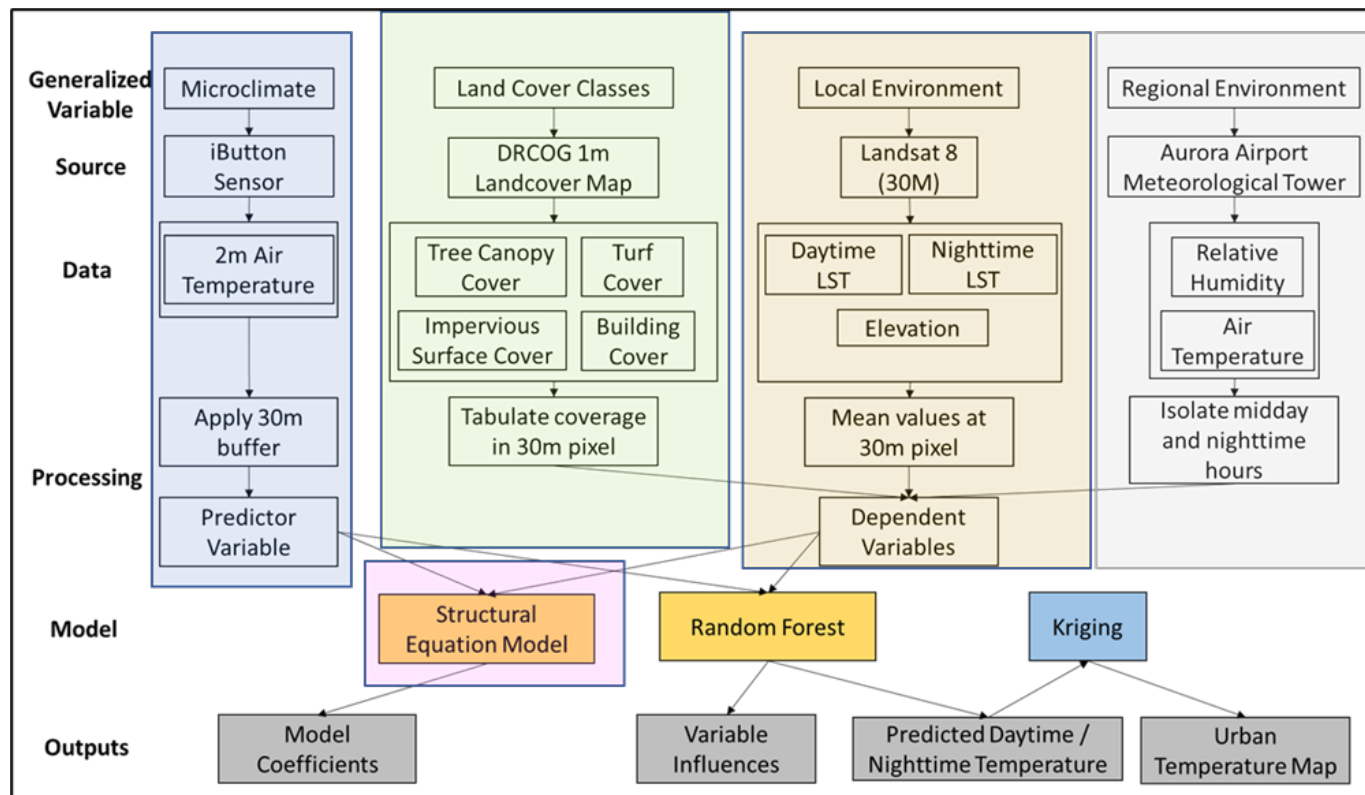 Generalized
Variable
Microclimate
Land Cover Classes
Local Environment
Regional Environment
Source
iButton
Sensor
DRCOG 1m
Landcover Map
Landsat 8
(30M)
Aurora Airport
Meteorological Tower
Data
2m Air
Temperature
Tree Canopy
Cover
Turf
Cover
Impervious
Surface Cover
Building
Cover
Daytime
LST
Nighttime
LST
Elevation
Relative
Humidity
Air
Temperature
Processing
Apply 30m
buffer
Tabulate coverage
in 30m pixel
Mean values at
30m pixel
Isolate midday
and nighttime
hours
Predictor
Variable
Dependent
Variables
Model
Structural
Equation Model
Random Forest
Kriging
Outputs
Model
Coefficients
Variable
Influences
Predicted Daytime /
Nighttime Temperature
Urban
Temperature Map